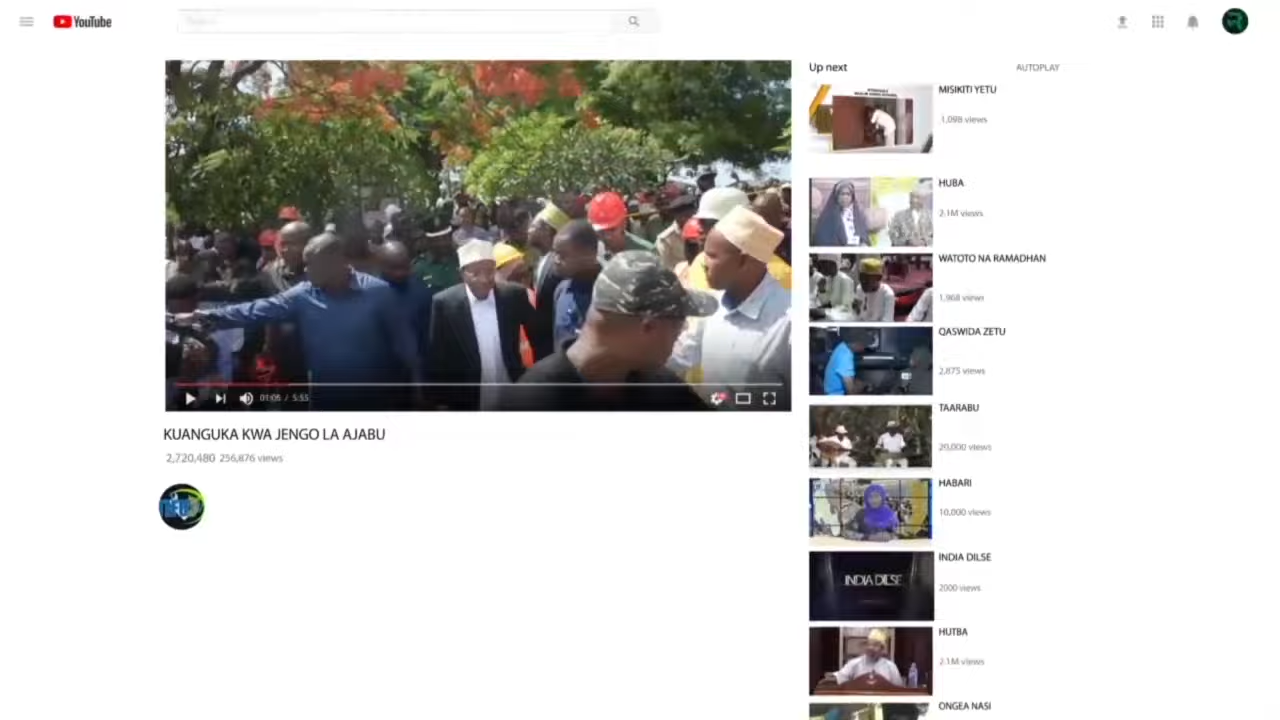 YouTube
KUANGUKA KWA JENGO LA AJABU
2,720,480 256,876 views
01:06 / 5:55
Up next
AUTOPLAY
MISIKITI YETU
1,098 views
HUBA
2.1M views
WATOTO NA RAMADHAN
1,968 views
QASWIDA ZETU
2,875 views
TAARABU
20,000 views
HABARI
10,000 views
INDIA DILSE
INDIA DILSE
2000 views
HUTBA
2.1M views
ONGEA NASI